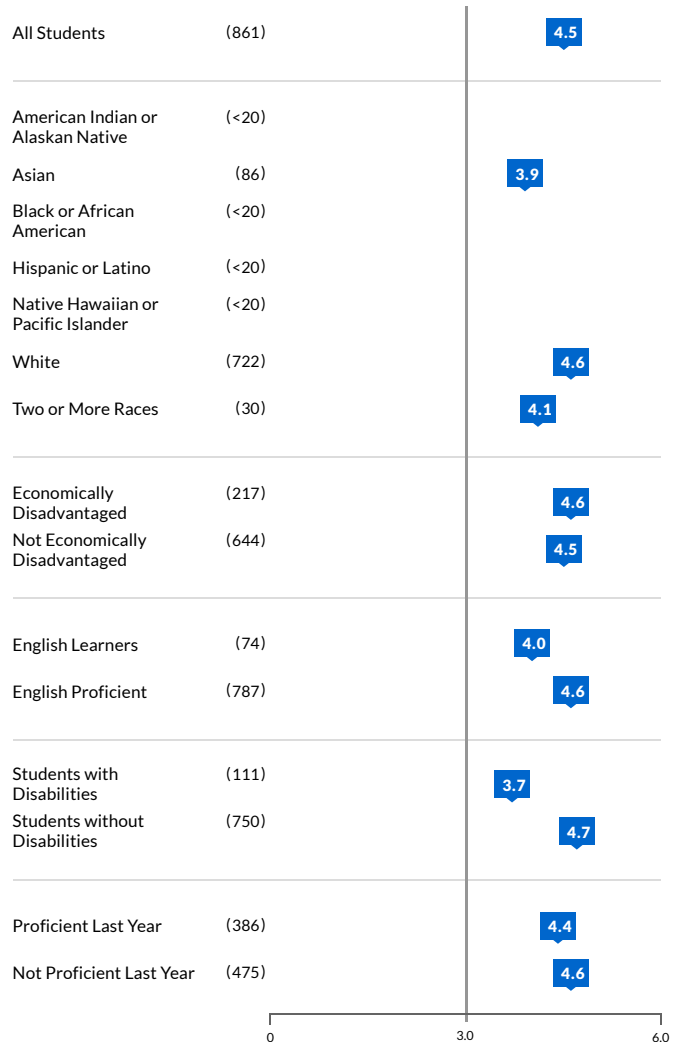 All Students (861) 4.5
American Indian or (<20)
Alaskan Native
Asian (86) 3.9
Black or African (<20)
American
Hispanic or Latino (<20)
Native Hawaiian or (<20)
Pacific Islander
White (722) 4.6
Two or More Races (30) 4.1
Economically (217) 4.6
Disadvantaged
Not Economically (644) 4.5
Disadvantaged
English Learners (74) 4.0
English Proficient (787) 4.6
Students with (111) 3.7
Disabilities
Students without (750) 4.7
Disabilities
Proficient Last Year (386) 4.4
Not Proficient Last Year (475) 4.6
0 3.0 6.0